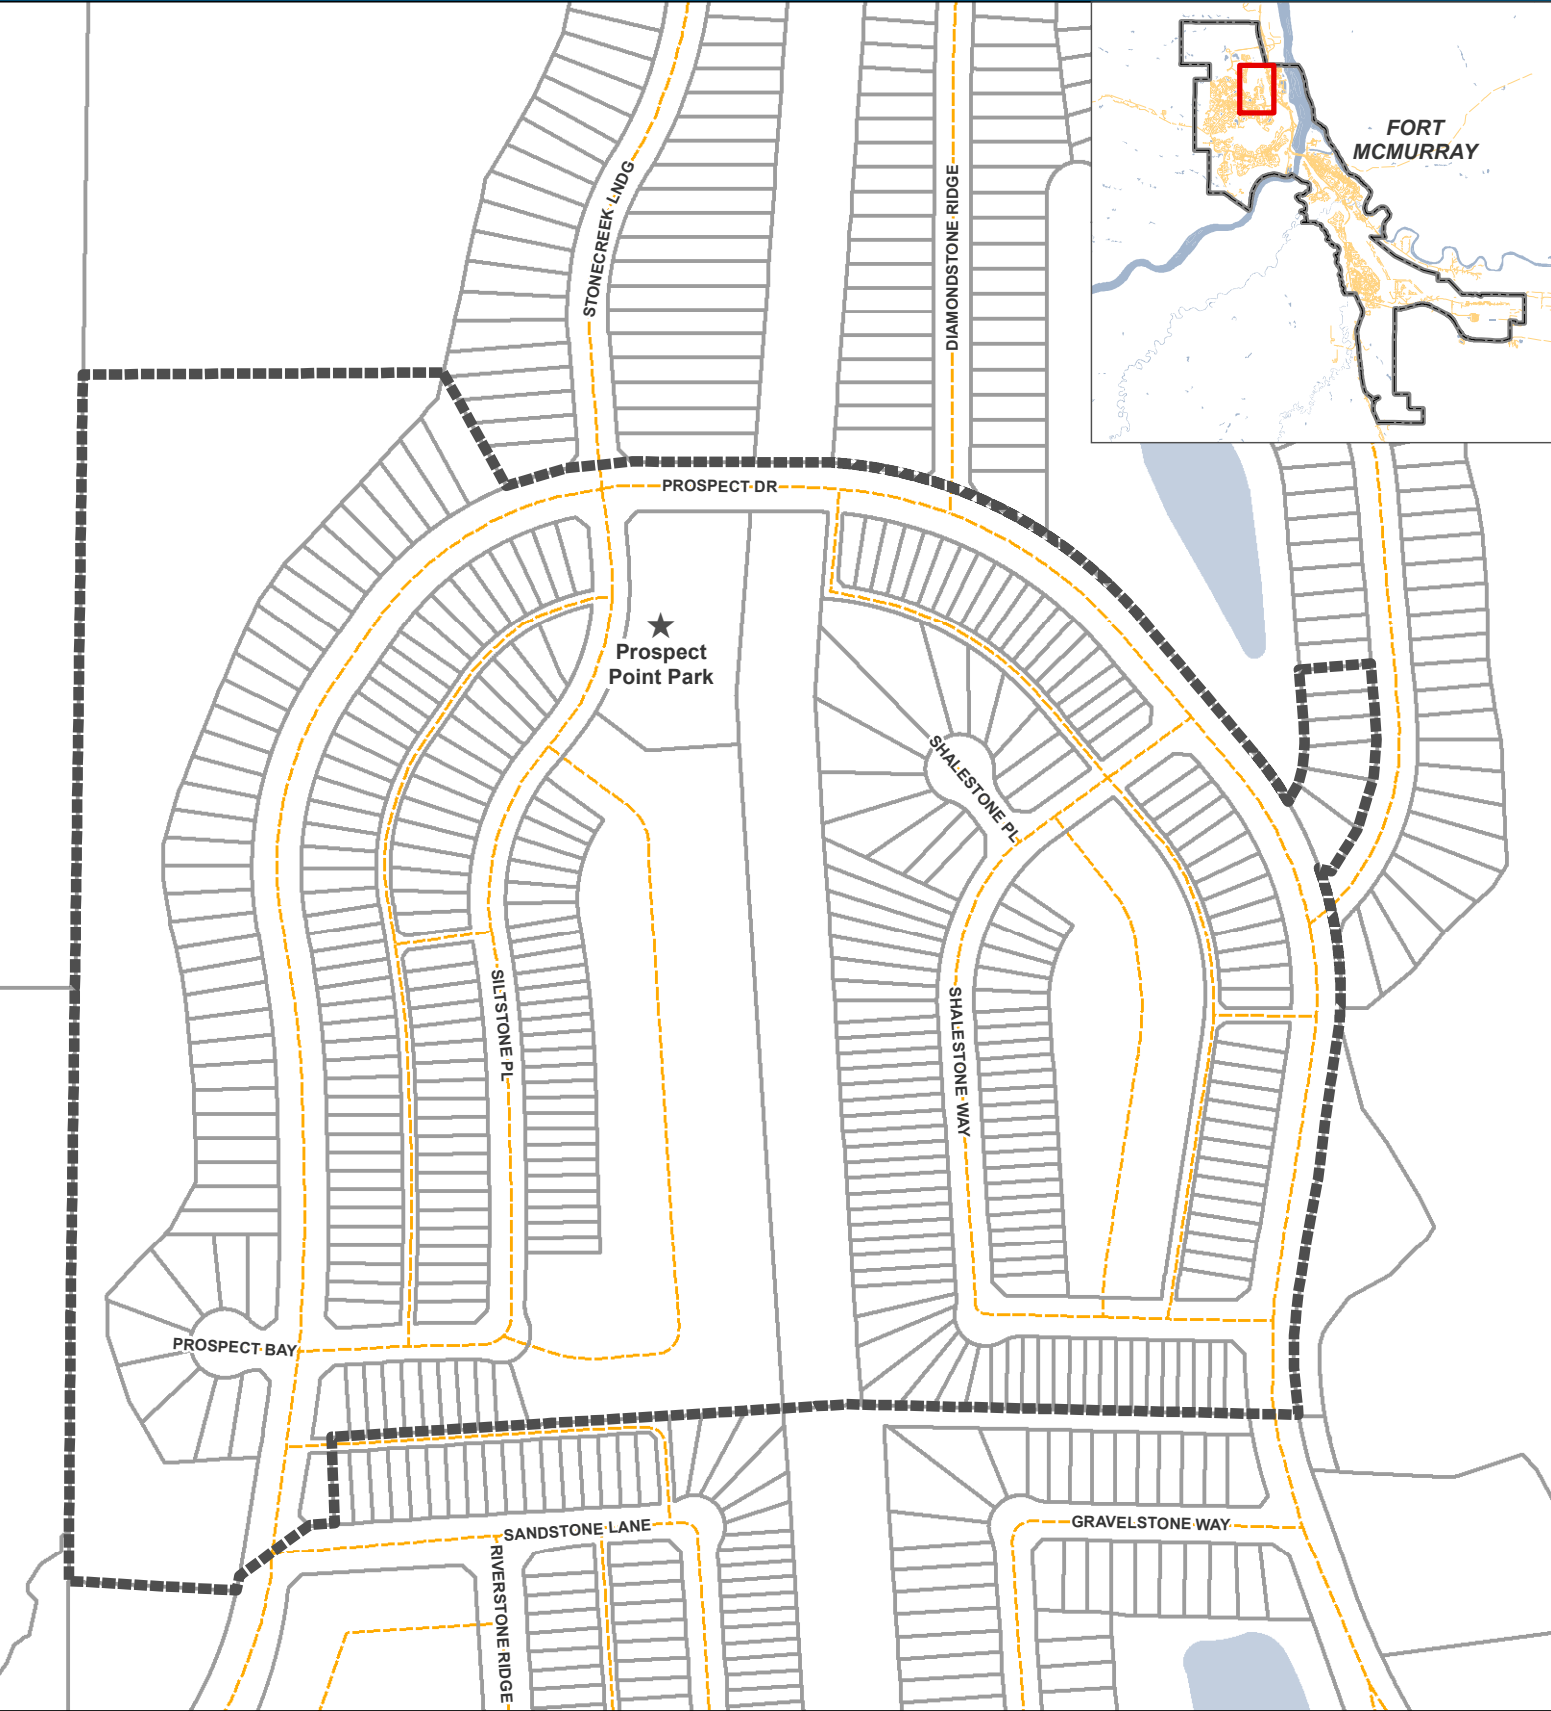 FORT
MCMURRAY
STONECREEK LNDG
DIAMONDSTONE RIDGE
PROSPECT DR
Prospect
Point Park
SHALESTONE PL
SILTSTONE PL
SHALESTONE WAY
PROSPECT BAY
SANDSTONE LANE
GRAVELSTONE WAY
RIVERSTONE RIDGE